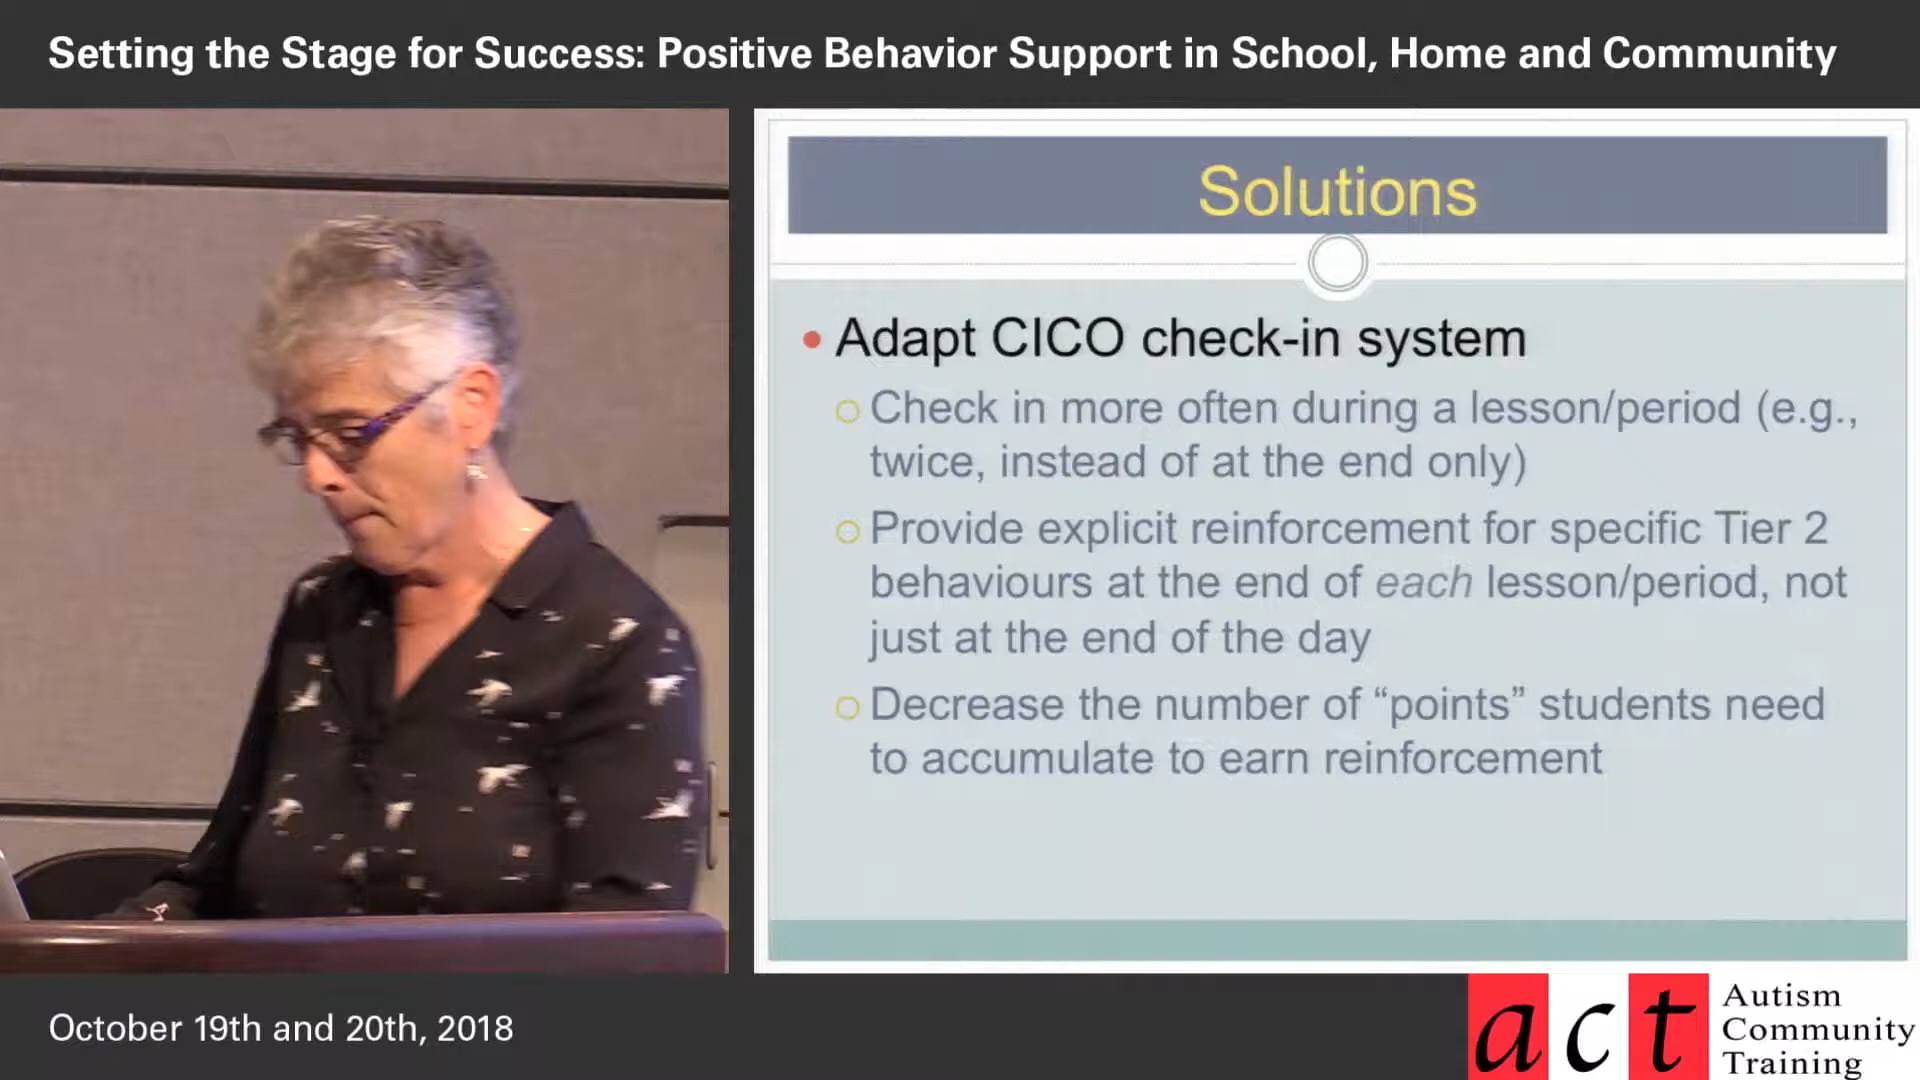 Setting the Stage for Success: Positive Behavior Support in School, Home and Community
Solutions
• Adapt CICO check-in system
○ Check in more often during a lesson/period (e.g.,
twice, instead of at the end only)
○ Provide explicit reinforcement for specific Tier 2
behaviours at the end of each lesson/period, not
just at the end of the day
○ Decrease the number of “points” students need
to accumulate to earn reinforcement
October 19th and 20th, 2018
act
Autism
Community
Training